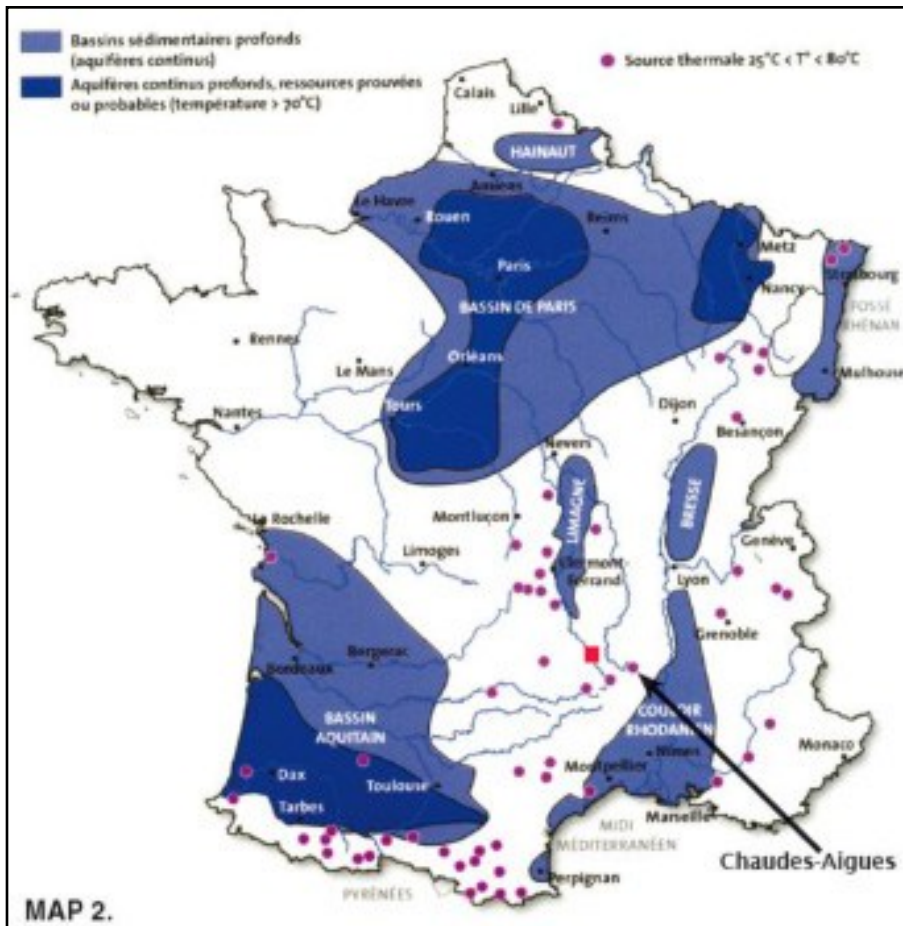 Bassins sédimentaires profonds
(aquifères continus)
Aquifères continus profonds, ressources prouvées
ou probables (température > 70°C)
Source thermale 25°C < T° < 80°C
Calais
Lille
HAINAUT
Amiens
Le Havre
Rouen
Reims
Metz
Paris
Nancy
Strasbourg
BASSIN DE PARIS
FOSSÉ
RHÉNAN
Rennes
Orléans
Le Mans
Mulhouse
Tours
Nantes
Dijon
Besançon
Nevers
LIMAGNE
BRESSE
Montluçon
La Rochelle
Limoges
Genève
Clermont-
Ferrand
Lyon
Grenoble
Bergerac
Bordeaux
COULOIR
RHODANIEN
BASSIN
AQUITAIN
Nîmes
Monaco
Dax
Toulouse
Montpellier
Tarbes
Marseille
MIDI
MÉDITERRANÉEN
Chaudes-Aigues
Perpignan
PYRÉNÉES
MAP 2.